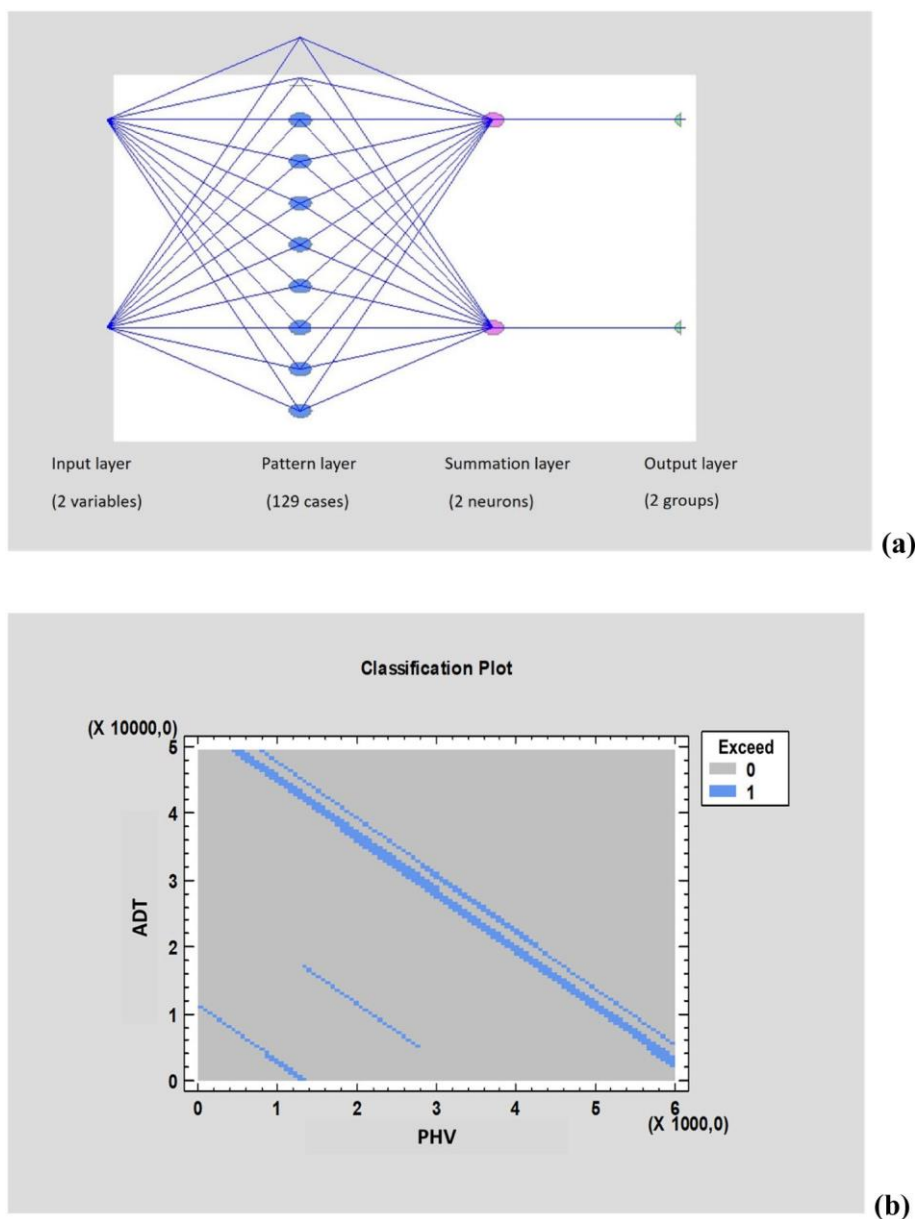 Input layer Pattern layer Summation layer Output layer
(2 variables) (129 cases) (2 neurons) (2 groups)
(a)
Classification Plot
(X 10000,0)
Exceed
0
1
5
4
3
2
1
0
ADT
0 1 2 3 4 5 6
(X 1000,0)
PHV
(b)